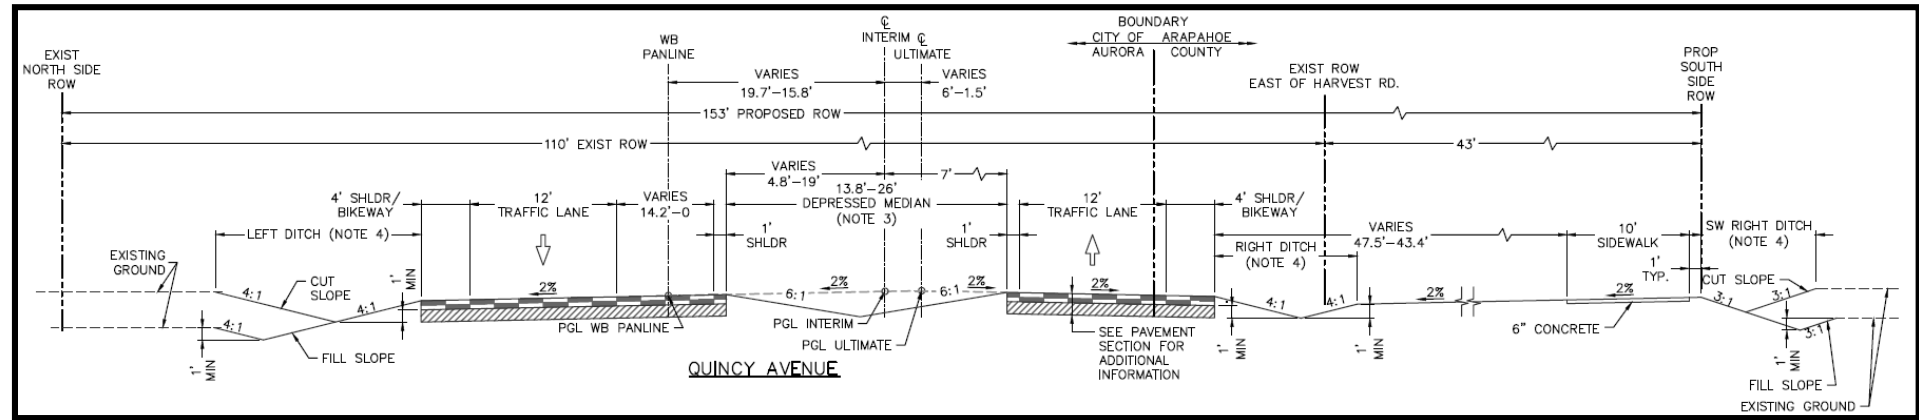 EXIST
NORTH SIDE
ROW
WB
PANLINE
℄
INTERIM
℄
ULTIMATE
BOUNDARY
CITY OF ARAPAHOE
AURORA COUNTY
EXIST ROW
EAST OF HARVEST RD.
PROP
SOUTH
SIDE
ROW
VARIES
19.7'-15.8'
VARIES
6'-1.5'
153' PROPOSED ROW
110' EXIST ROW
43'
VARIES
4.8'-19'
7'
4' SHLDR/
BIKEWAY
12'
TRAFFIC LANE
VARIES
14.2'-0
13.8'-26'
DEPRESSED MEDIAN
(NOTE 3)
12'
TRAFFIC LANE
4' SHLDR/
BIKEWAY
LEFT DITCH (NOTE 4)
1'
SHLDR
1'
SHLDR
VARIES
47.5'-43.4'
RIGHT DITCH
(NOTE 4)
10'
SIDEWALK
1'
TYP.
SW RIGHT DITCH
(NOTE 4)
EXISTING
GROUND
CUT
SLOPE
4:1
4:1
4:1
FILL SLOPE
1'
MIN
1'
MIN
2%
PGL WB PANLINE
6:1
2%
2%
6:1
PGL INTERIM
PGL ULTIMATE
2%
SEE PAVEMENT
SECTION FOR
ADDITIONAL
INFORMATION
4:1
4:1
1'
MIN
1'
MIN
2%
2%
6" CONCRETE
CUT SLOPE
3:1
3:1
3:1
1'
MIN
FILL SLOPE
EXISTING GROUND
QUINCY AVENUE